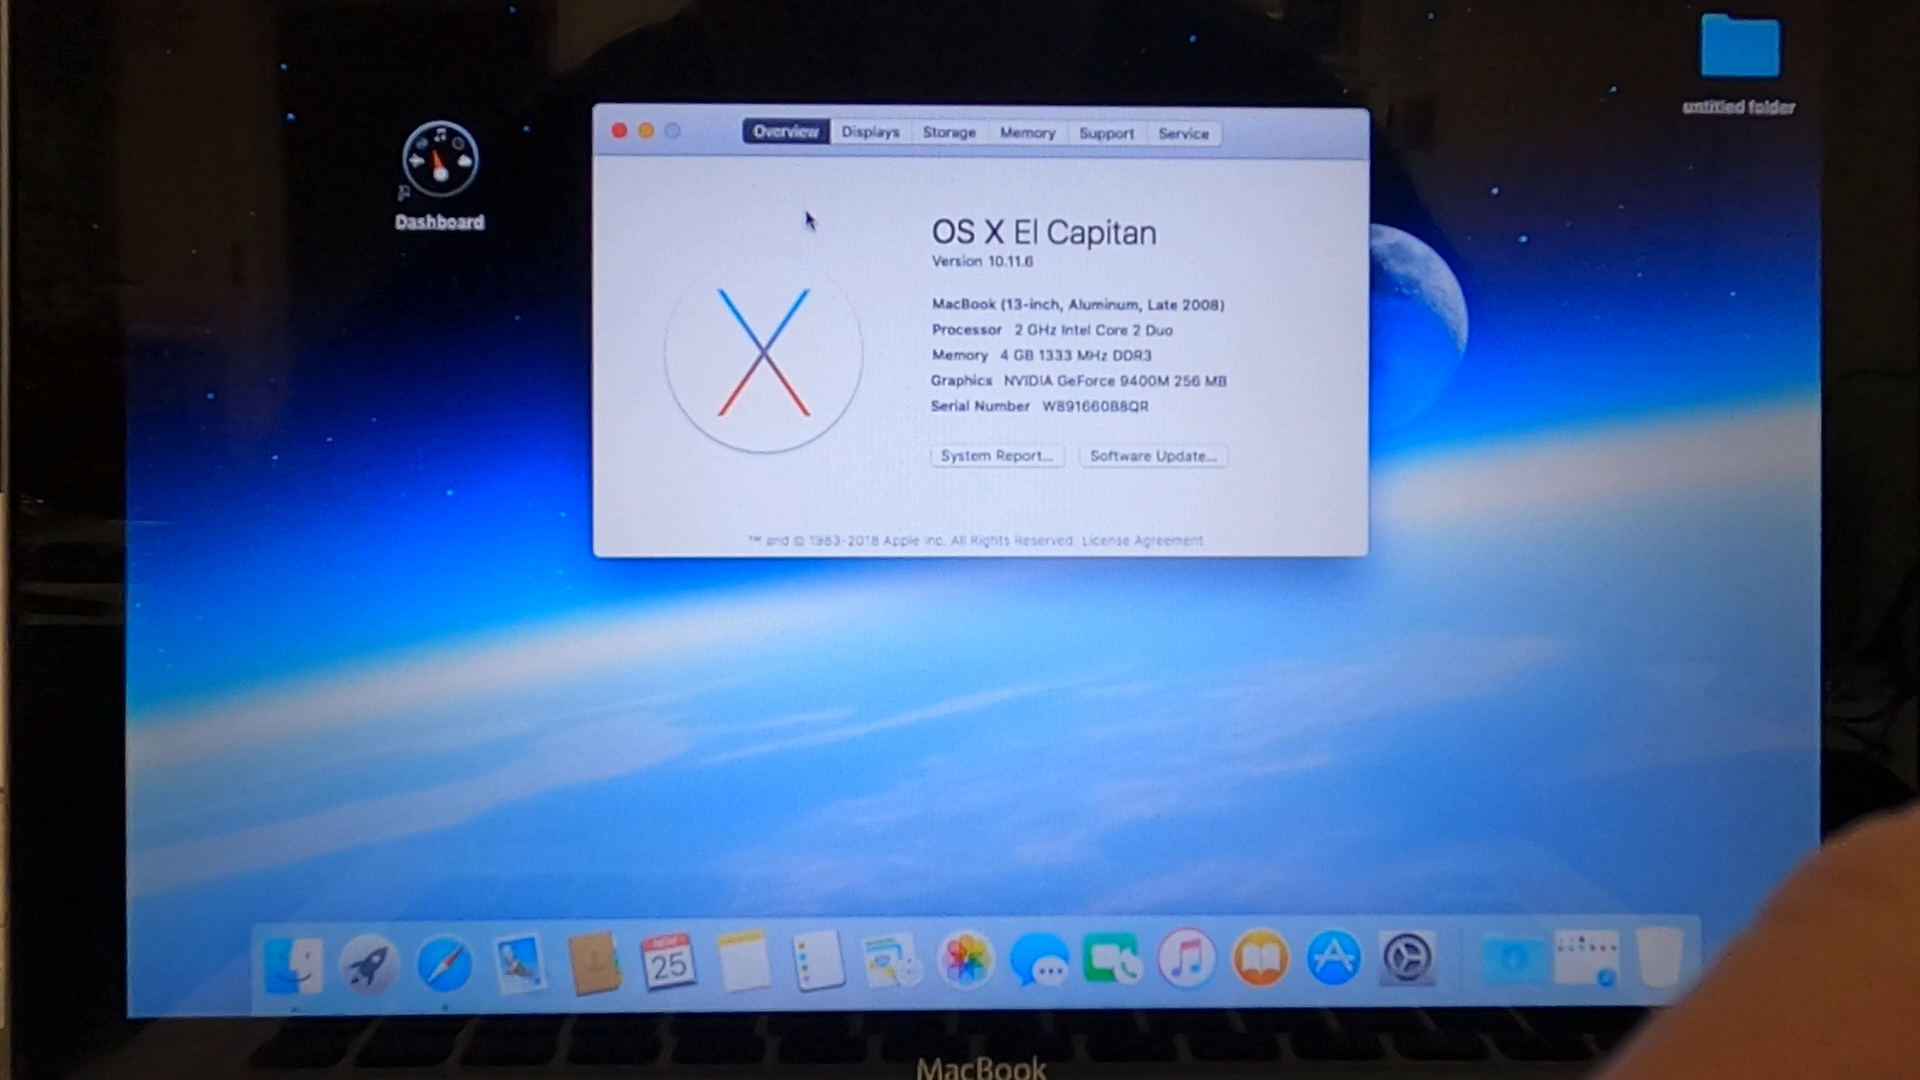 untitled folder
Overview Displays Storage Memory Support Service
Dashboard
OS X El Capitan
Version 10.11.6
MacBook (13-inch, Aluminum, Late 2008)
Processor 2 GHz Intel Core 2 Duo
Memory 4 GB 1333 MHz DDR3
Graphics NVIDIA GeForce 9400M 256 MB
Serial Number W89166088QR
System Report... Software Update...
™ and © 1983-2018 Apple Inc. All Rights Reserved. License Agreement
NOV
25
MacBook